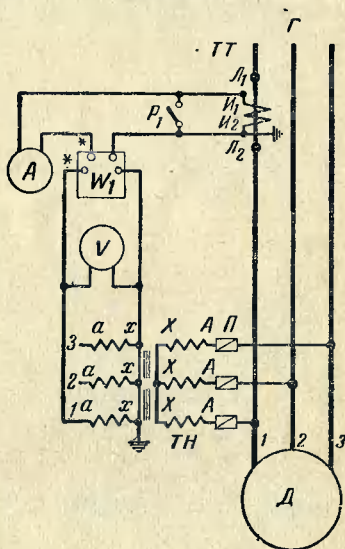 Г
ТТ
Л₁
И₁
И₂
Л₂
P₁
A
*
*
W₁
V
3 a x X A П
2 a x X A
1 a x X A
ТН
1 2 3
Д